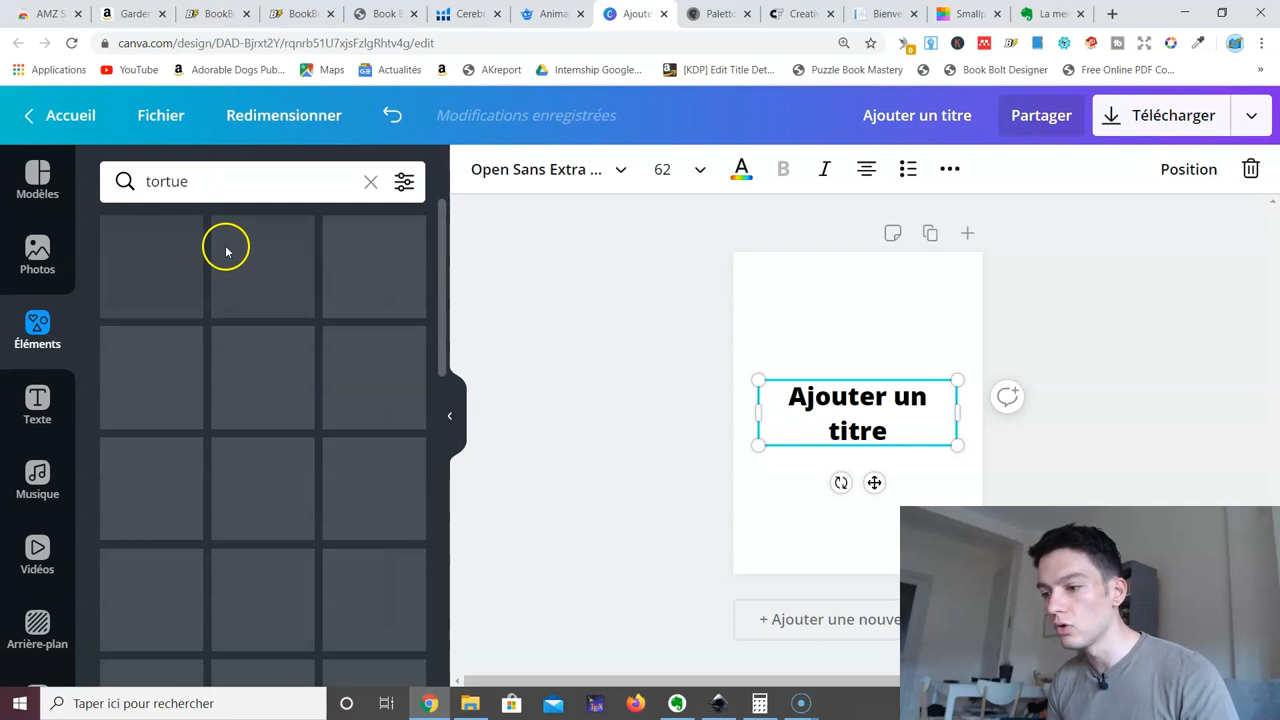 AMZ S
Garde
BookB
BookB
Book E
Cereb
Anima
Ajoute
Paletto
Creativ
Bienve
Smallp
La me
canva.com/design/DAD-Bjrxt2Y/rqnrb51U7xjsFzlgRhtv4g/edit
Applications
YouTube
Adorable Dogs Pub...
Maps
Actualités
AKreport
Internship Google...
[KDP] Edit Title Det...
Puzzle Book Mastery
Book Bolt Designer
Free Online PDF Co...
Accueil
Fichier
Redimensionner
Modifications enregistrées
Ajouter un titre
Partager
Télécharger
Modèles
Photos
Éléments
Texte
Musique
Vidéos
Arrière-plan
tortue
Open Sans Extra ...
62
A
B
I
Position
Ajouter un
titre
+ Ajouter une nouve
Taper ici pour rechercher